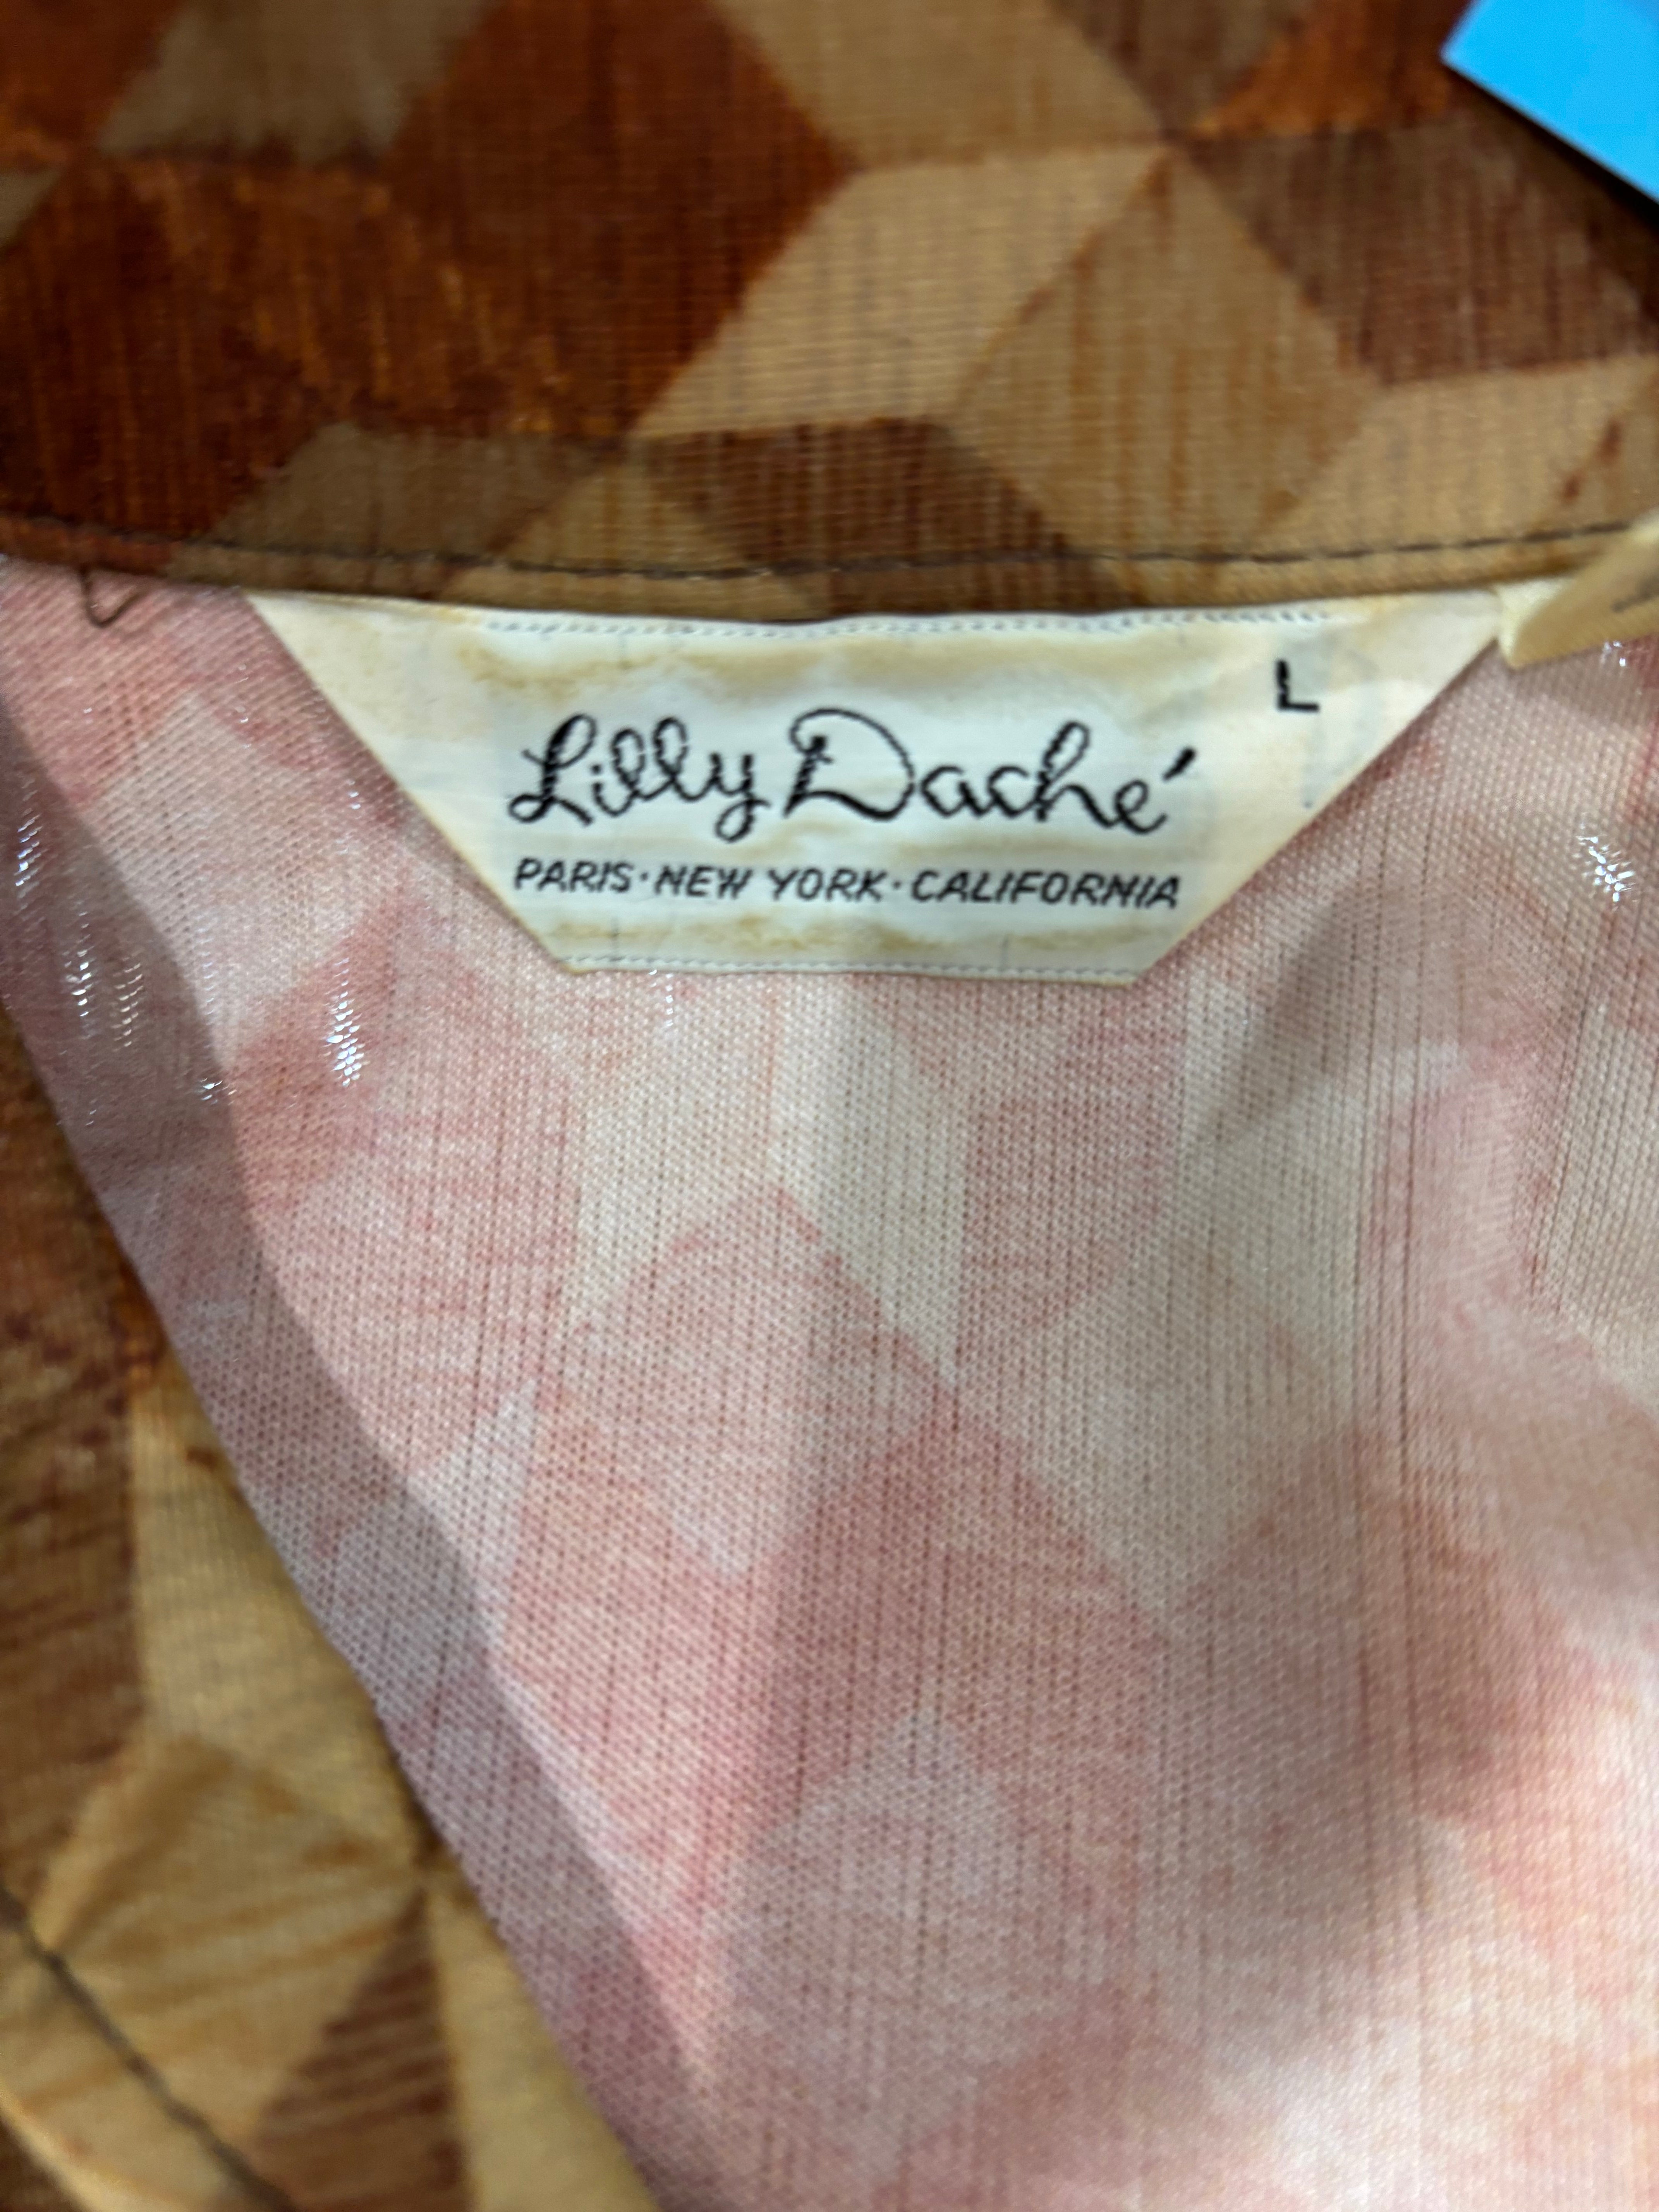 L
Lilly Daché
PARIS · NEW YORK · CALIFORNIA